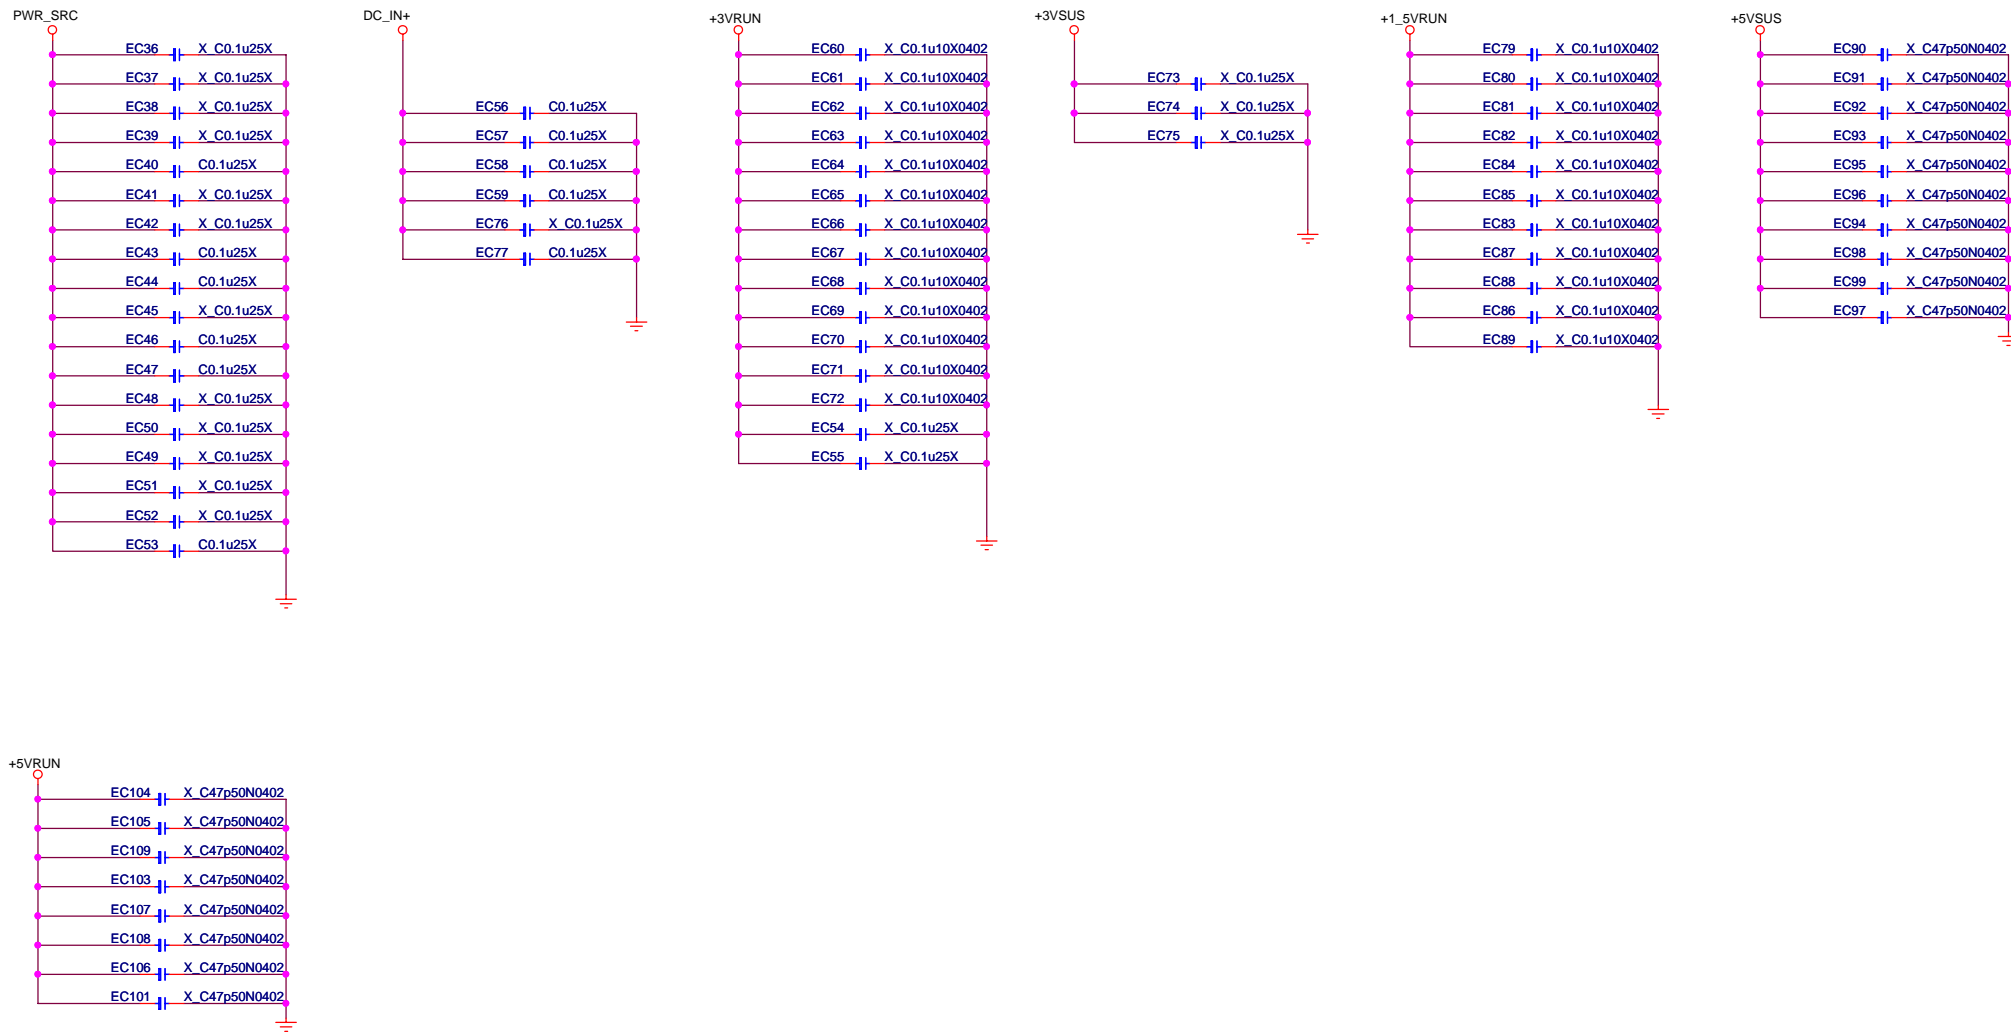 PWR_SRC
EC36 X_C0.1u25X
EC37 X_C0.1u25X
EC38 X_C0.1u25X
EC39 X_C0.1u25X
EC40 C0.1u25X
EC41 X_C0.1u25X
EC42 X_C0.1u25X
EC43 C0.1u25X
EC44 C0.1u25X
EC45 X_C0.1u25X
EC46 C0.1u25X
EC47 C0.1u25X
EC48 X_C0.1u25X
EC50 X_C0.1u25X
EC49 X_C0.1u25X
EC51 X_C0.1u25X
EC52 X_C0.1u25X
EC53 C0.1u25X
DC_IN+
EC56 C0.1u25X
EC57 C0.1u25X
EC58 C0.1u25X
EC59 C0.1u25X
EC76 X_C0.1u25X
EC77 C0.1u25X
+3VRUN
EC60 X_C0.1u10X0402
EC61 X_C0.1u10X0402
EC62 X_C0.1u10X0402
EC63 X_C0.1u10X0402
EC64 X_C0.1u10X0402
EC65 X_C0.1u10X0402
EC66 X_C0.1u10X0402
EC67 X_C0.1u10X0402
EC68 X_C0.1u10X0402
EC69 X_C0.1u10X0402
EC70 X_C0.1u10X0402
EC71 X_C0.1u10X0402
EC72 X_C0.1u10X0402
EC54 X_C0.1u25X
EC55 X_C0.1u25X
+3VSUS
EC73 X_C0.1u25X
EC74 X_C0.1u25X
EC75 X_C0.1u25X
+1_5VRUN
EC79 X_C0.1u10X0402
EC80 X_C0.1u10X0402
EC81 X_C0.1u10X0402
EC82 X_C0.1u10X0402
EC84 X_C0.1u10X0402
EC85 X_C0.1u10X0402
EC83 X_C0.1u10X0402
EC87 X_C0.1u10X0402
EC88 X_C0.1u10X0402
EC86 X_C0.1u10X0402
EC89 X_C0.1u10X0402
+5VSUS
EC90 X_C47p50N0402
EC91 X_C47p50N0402
EC92 X_C47p50N0402
EC93 X_C47p50N0402
EC95 X_C47p50N0402
EC96 X_C47p50N0402
EC94 X_C47p50N0402
EC98 X_C47p50N0402
EC99 X_C47p50N0402
EC97 X_C47p50N0402
+5VRUN
EC104 X_C47p50N0402
EC105 X_C47p50N0402
EC109 X_C47p50N0402
EC103 X_C47p50N0402
EC107 X_C47p50N0402
EC108 X_C47p50N0402
EC106 X_C47p50N0402
EC101 X_C47p50N0402